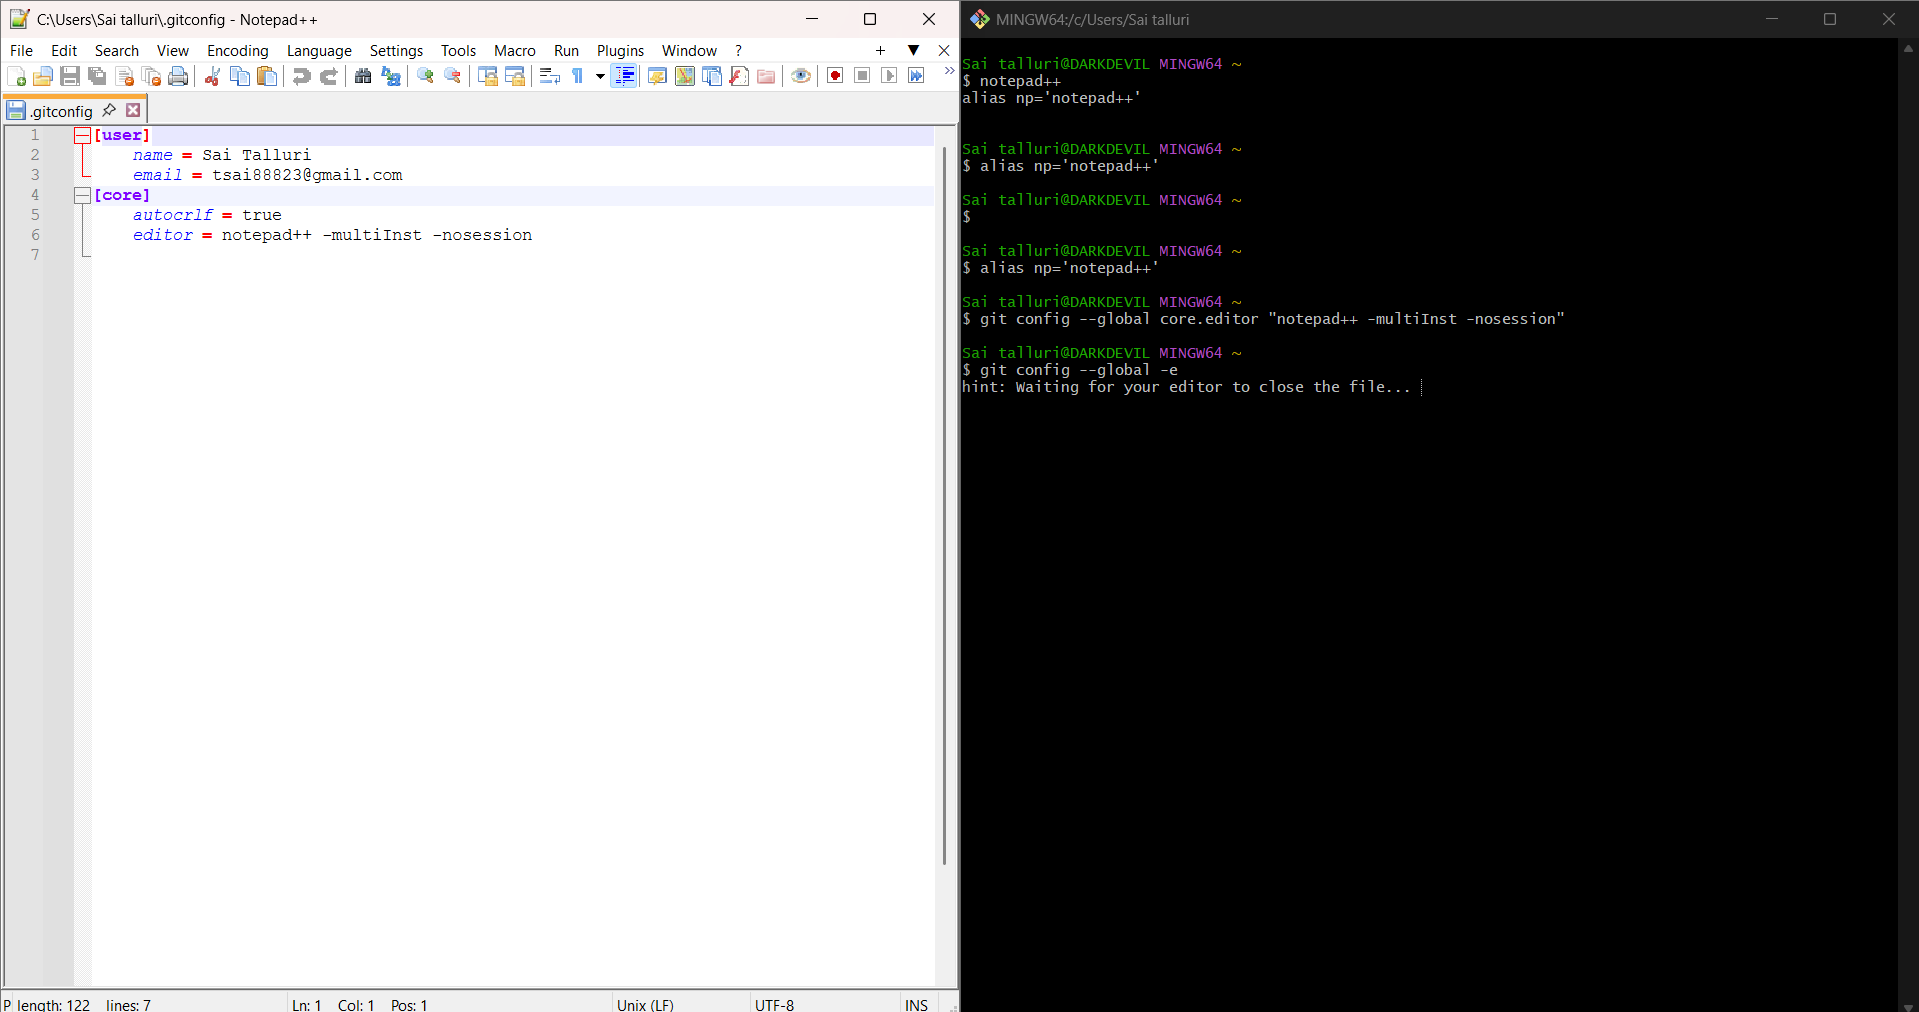 C:\Users\Sai talluri\.gitconfig - Notepad++
File Edit Search View Encoding Language Settings Tools Macro Run Plugins Window ?
.gitconfig
1 [user]
2 name = Sai Talluri
3 email = tsai88823@gmail.com
4 [core]
5 autocrlf = true
6 editor = notepad++ -multiInst -nosession
7
P length: 122 lines: 7 Ln: 1 Col: 1 Pos: 1 Unix (LF) UTF-8 INS
MINGW64:/c/Users/Sai talluri
Sai talluri@DARKDEVIL MINGW64 ~
$ notepad++
alias np='notepad++'
Sai talluri@DARKDEVIL MINGW64 ~
$ alias np='notepad++'
Sai talluri@DARKDEVIL MINGW64 ~
$
Sai talluri@DARKDEVIL MINGW64 ~
$ alias np='notepad++'
Sai talluri@DARKDEVIL MINGW64 ~
$ git config --global core.editor "notepad++ -multiInst -nosession"
Sai talluri@DARKDEVIL MINGW64 ~
$ git config --global -e
hint: Waiting for your editor to close the file...